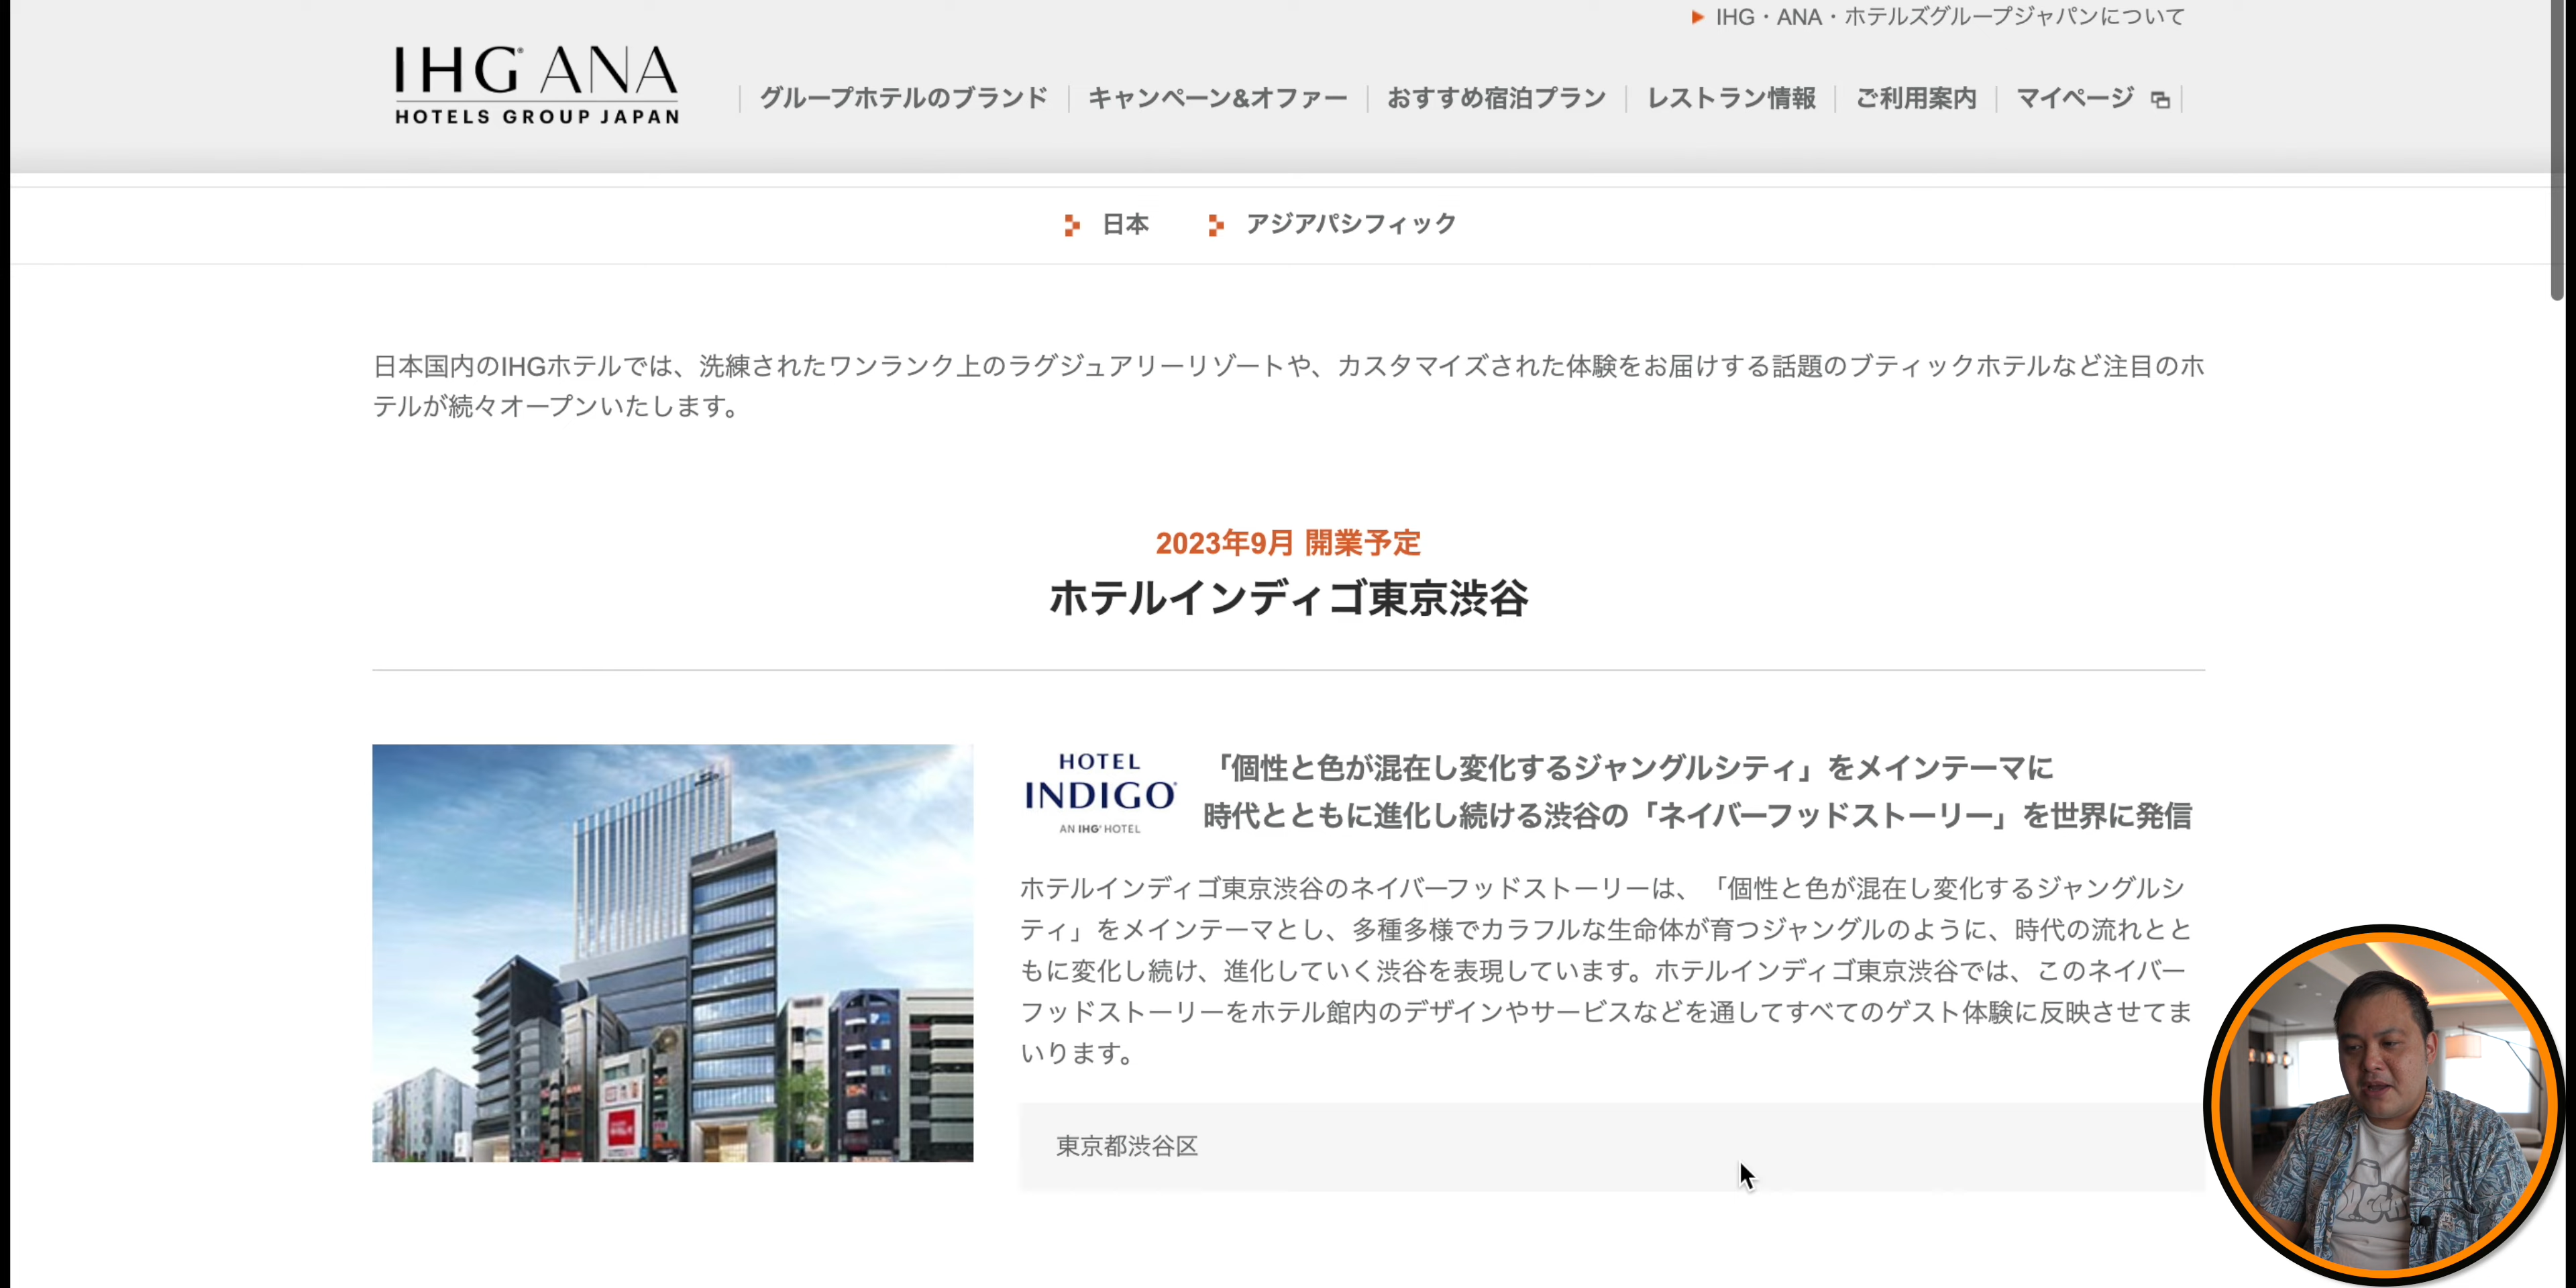 IHG・ANA・ホテルズグループジャパンについて
IHG® ANA
HOTELS GROUP JAPAN
グループホテルのブランド
キャンペーン&オファー
おすすめ宿泊プラン
レストラン情報
ご利用案内
マイページ
日本
アジアパシフィック
日本国内のIHGホテルでは、洗練されたワンランク上のラグジュアリーリゾートや、カスタマイズされた体験をお届けする話題のブティックホテルなど注目のホ
テルが続々オープンいたします。
2023年9月 開業予定
ホテルインディゴ東京渋谷
HOTEL
INDIGO®
AN IHG® HOTEL
「個性と色が混在し変化するジャングルシティ」をメインテーマに
時代とともに進化し続ける渋谷の「ネイバーフッドストーリー」を世界に発信
ホテルインディゴ東京渋谷のネイバーフッドストーリーは、「個性と色が混在し変化するジャングルシ
ティ」をメインテーマとし、多種多様でカラフルな生命体が育つジャングルのように、時代の流れとと
もに変化し続け、進化していく渋谷を表現しています。ホテルインディゴ東京渋谷では、このネイバー
フッドストーリーをホテル館内のデザインやサービスなどを通してすべてのゲスト体験に反映させてま
いります。
東京都渋谷区